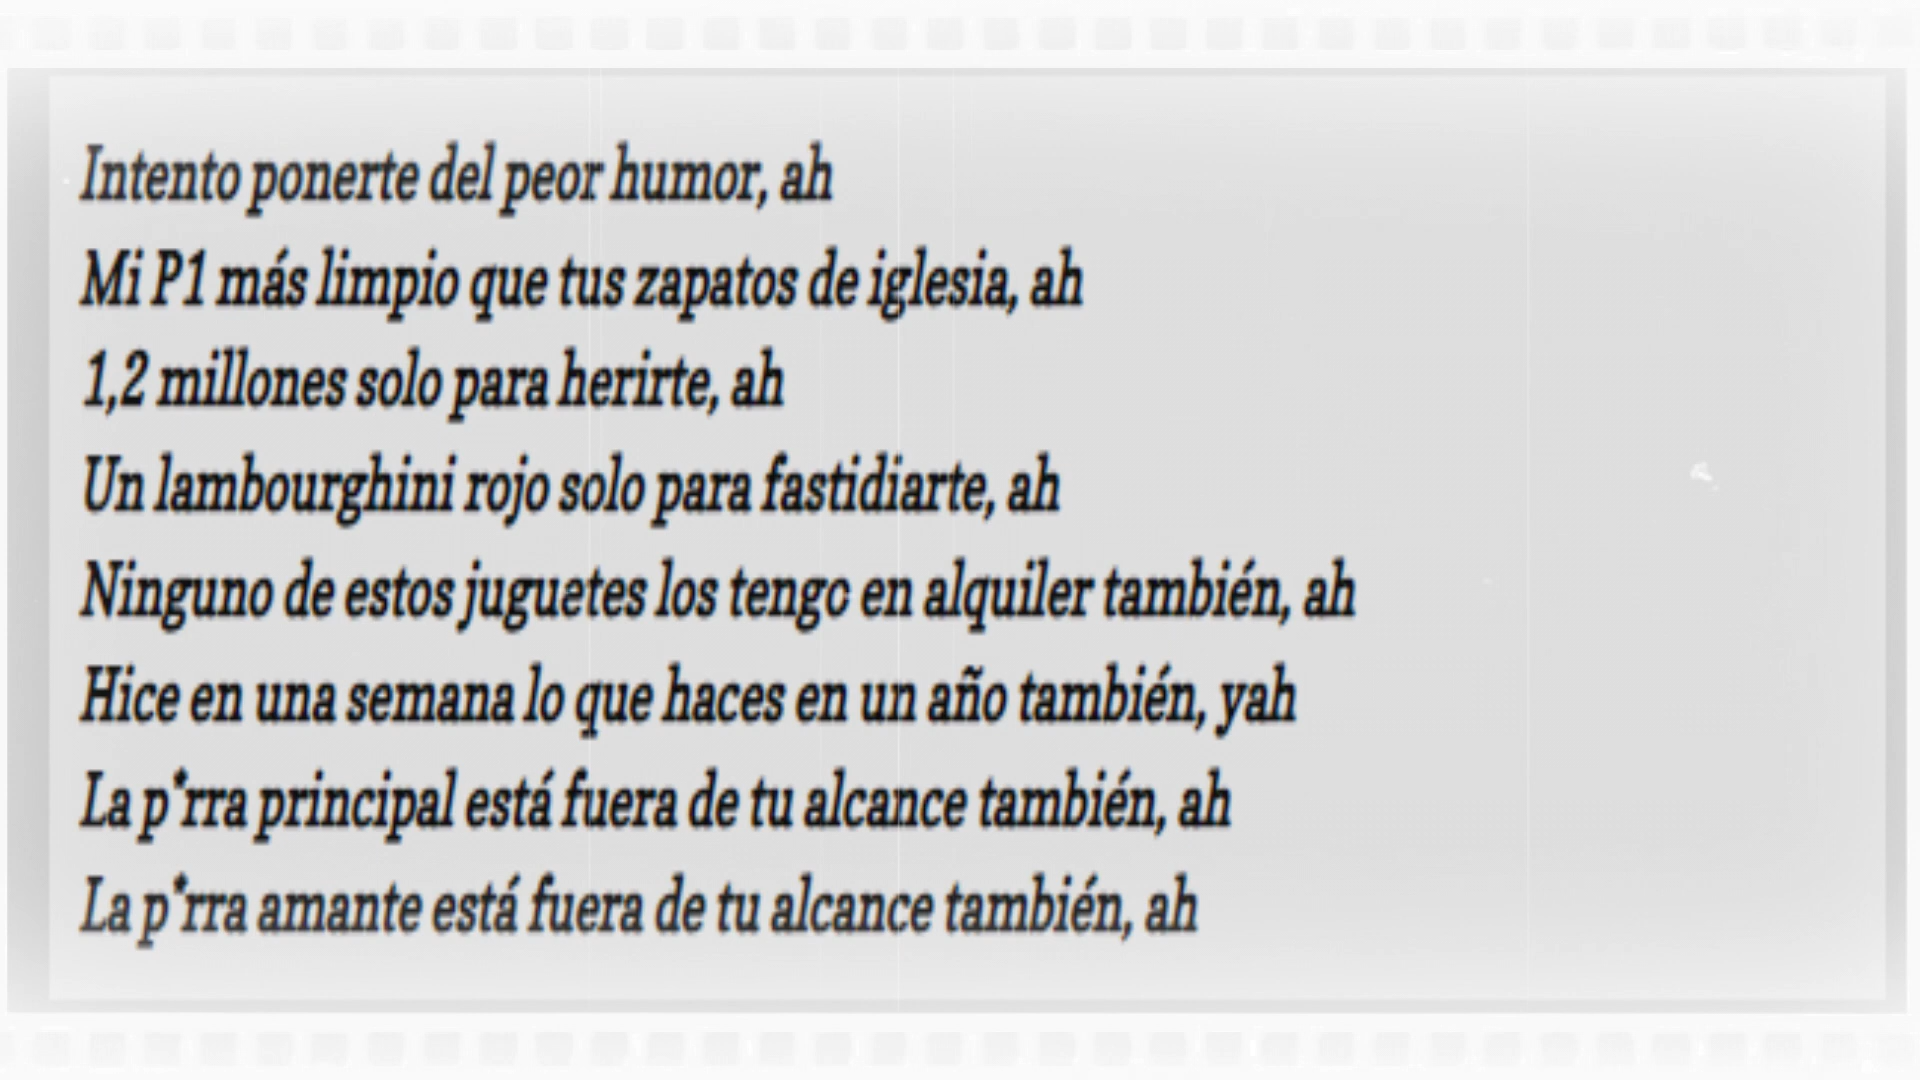 Intento ponerte del peor humor, ah
Mi P1 más limpio que tus zapatos de iglesia, ah
1,2 millones solo para herirte, ah
Un lambourghini rojo solo para fastidiarte, ah
Ninguno de estos juguetes los tengo en alquiler también, ah
Hice en una semana lo que haces en un año también, yah
La p*rra principal está fuera de tu alcance también, ah
La p*rra amante está fuera de tu alcance también, ah